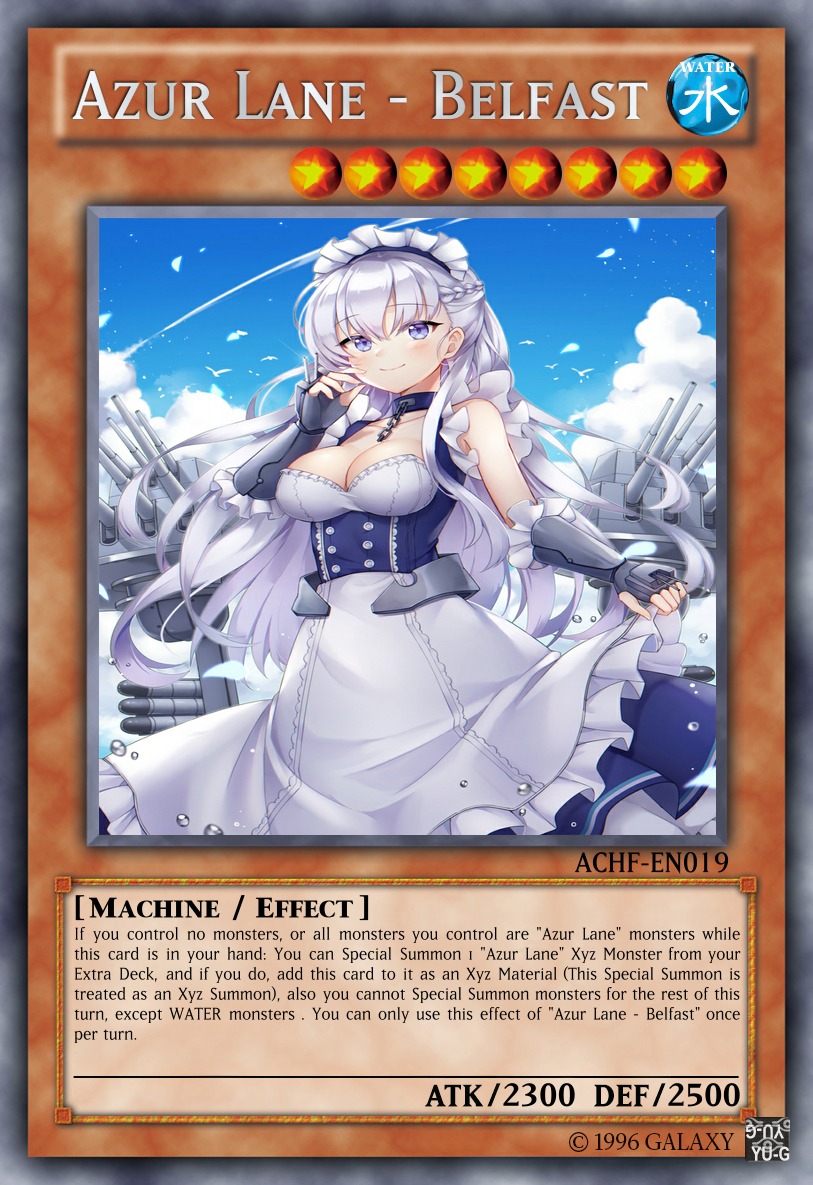 Azur Lane - Belfast
WATER
水
ACHF-EN019
[ Machine / Effect ]
If you control no monsters, or all monsters you control are "Azur Lane" monsters while
this card is in your hand: You can Special Summon 1 "Azur Lane" Xyz Monster from your
Extra Deck, and if you do, add this card to it as an Xyz Material (This Special Summon is
treated as an Xyz Summon), also you cannot Special Summon monsters for the rest of this
turn, except WATER monsters . You can only use this effect of "Azur Lane - Belfast" once
per turn.
ATK/2300 DEF/2500
© 1996 GALAXY
YU-G
YU-G